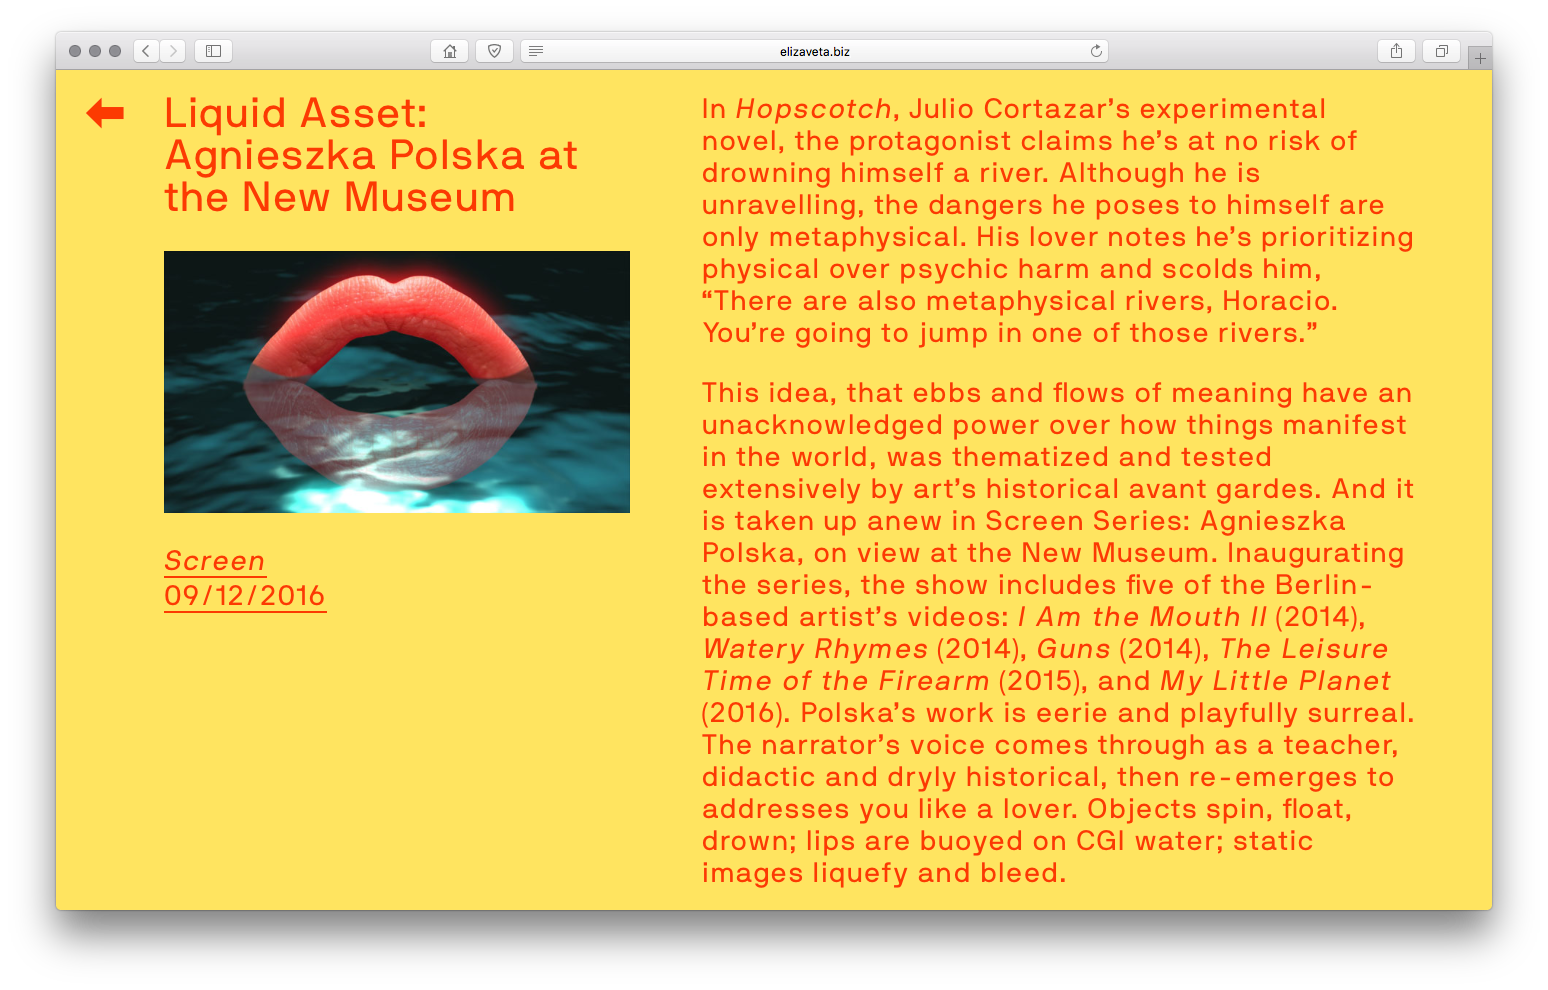 elizaveta.biz
Liquid Asset:
Agnieszka Polska at
the New Museum
Screen
09/12/2016
In Hopscotch, Julio Cortazar’s experimental
novel, the protagonist claims he’s at no risk of
drowning himself a river. Although he is
unravelling, the dangers he poses to himself are
only metaphysical. His lover notes he’s prioritizing
physical over psychic harm and scolds him,
“There are also metaphysical rivers, Horacio.
You’re going to jump in one of those rivers.”
This idea, that ebbs and flows of meaning have an
unacknowledged power over how things manifest
in the world, was thematized and tested
extensively by art’s historical avant gardes. And it
is taken up anew in Screen Series: Agnieszka
Polska, on view at the New Museum. Inaugurating
the series, the show includes five of the Berlin-
based artist’s videos: I Am the Mouth II (2014),
Watery Rhymes (2014), Guns (2014), The Leisure
Time of the Firearm (2015), and My Little Planet
(2016). Polska’s work is eerie and playfully surreal.
The narrator’s voice comes through as a teacher,
didactic and dryly historical, then re-emerges to
addresses you like a lover. Objects spin, float,
drown; lips are buoyed on CGI water; static
images liquefy and bleed.